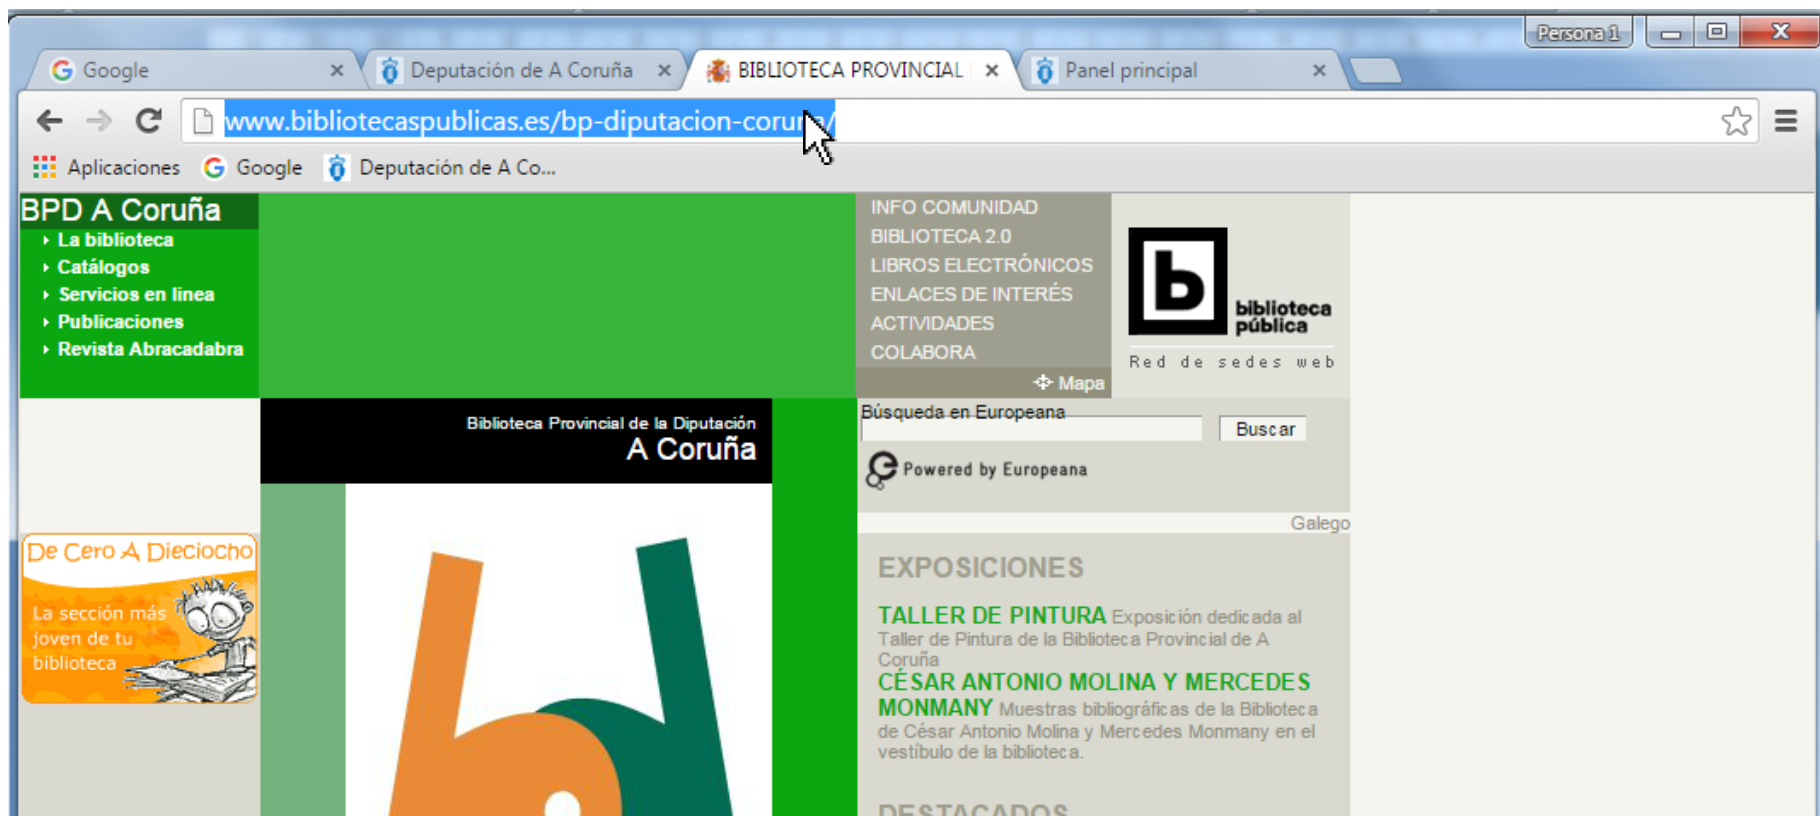 Persona 1
Google
Deputación de A Coruña
BIBLIOTECA PROVINCIAL
Panel principal
www.bibliotecaspublicas.es/bp-diputacion-coruna/
Aplicaciones
Google
Deputación de A Co...
BPD A Coruña
La biblioteca
Catálogos
Servicios en linea
Publicaciones
Revista Abracadabra
INFO COMUNIDAD
BIBLIOTECA 2.0
LIBROS ELECTRÓNICOS
ENLACES DE INTERÉS
ACTIVIDADES
COLABORA
Mapa
b
biblioteca
pública
Red de sedes web
Biblioteca Provincial de la Diputación
A Coruña
Búsqueda en Europeana
Buscar
Powered by Europeana
Galego
De Cero A Dieciocho
La sección más
joven de tu
biblioteca
EXPOSICIONES
TALLER DE PINTURA Exposición dedicada al
Taller de Pintura de la Biblioteca Provincial de A
Coruña
CÉSAR ANTONIO MOLINA Y MERCEDES
MONMANY Muestras bibliográficas de la Biblioteca
de César Antonio Molina y Mercedes Monmany en el
vestíbulo de la biblioteca.
DESTACADOS